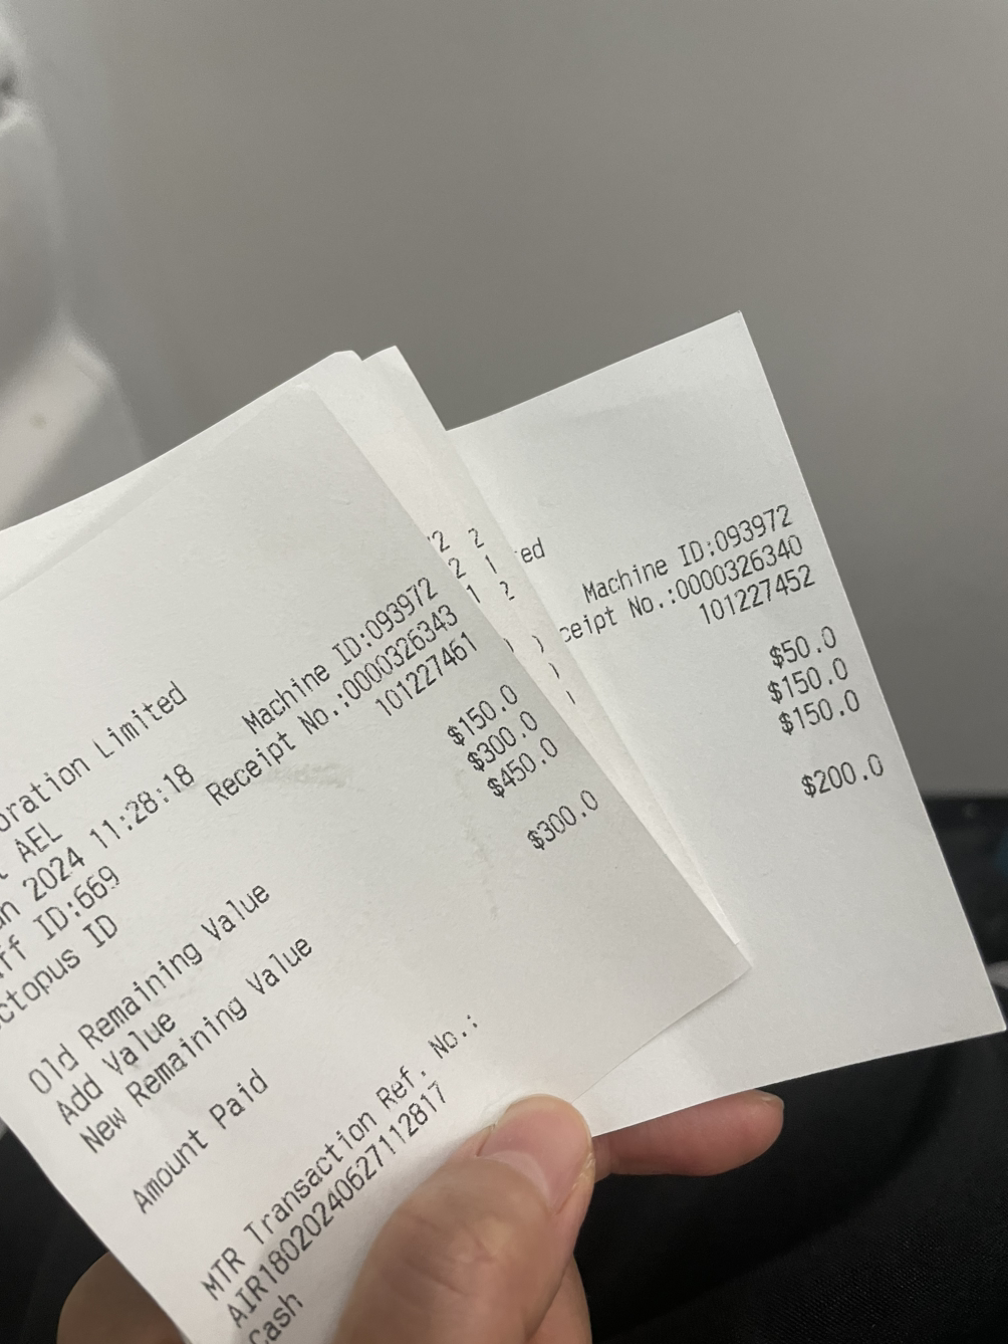 oration Limited
AEL
2024 11:28:18
Machine ID:093972
ff ID:669
Receipt No.:0000326343
ctopus ID
101227461
Old Remaining Value
$150.0
Add Value
$300.0
New Remaining Value
$450.0
Amount Paid
$300.0
MTR Transaction Ref. No.:
AIR1802024062711281​7
Cash
ed
Machine ID:093972
ceipt No.:0000326340
101227452
$50.0
$150.0
$150.0
$200.0